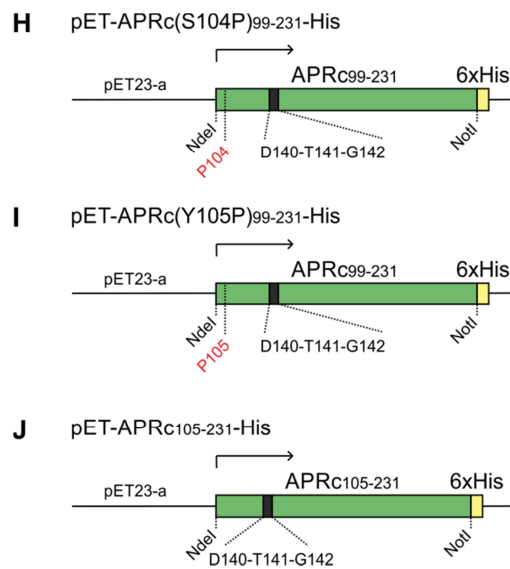 H pET-APRc(S104P)99-231-His
pET23-a APRc99-231 6xHis
NdeI P104 D140-T141-G142 NotI
I pET-APRc(Y105P)99-231-His
pET23-a APRc99-231 6xHis
NdeI P105 D140-T141-G142 NotI
J pET-APRc105-231-His
pET23-a APRc105-231 6xHis
NdeI D140-T141-G142 NotI